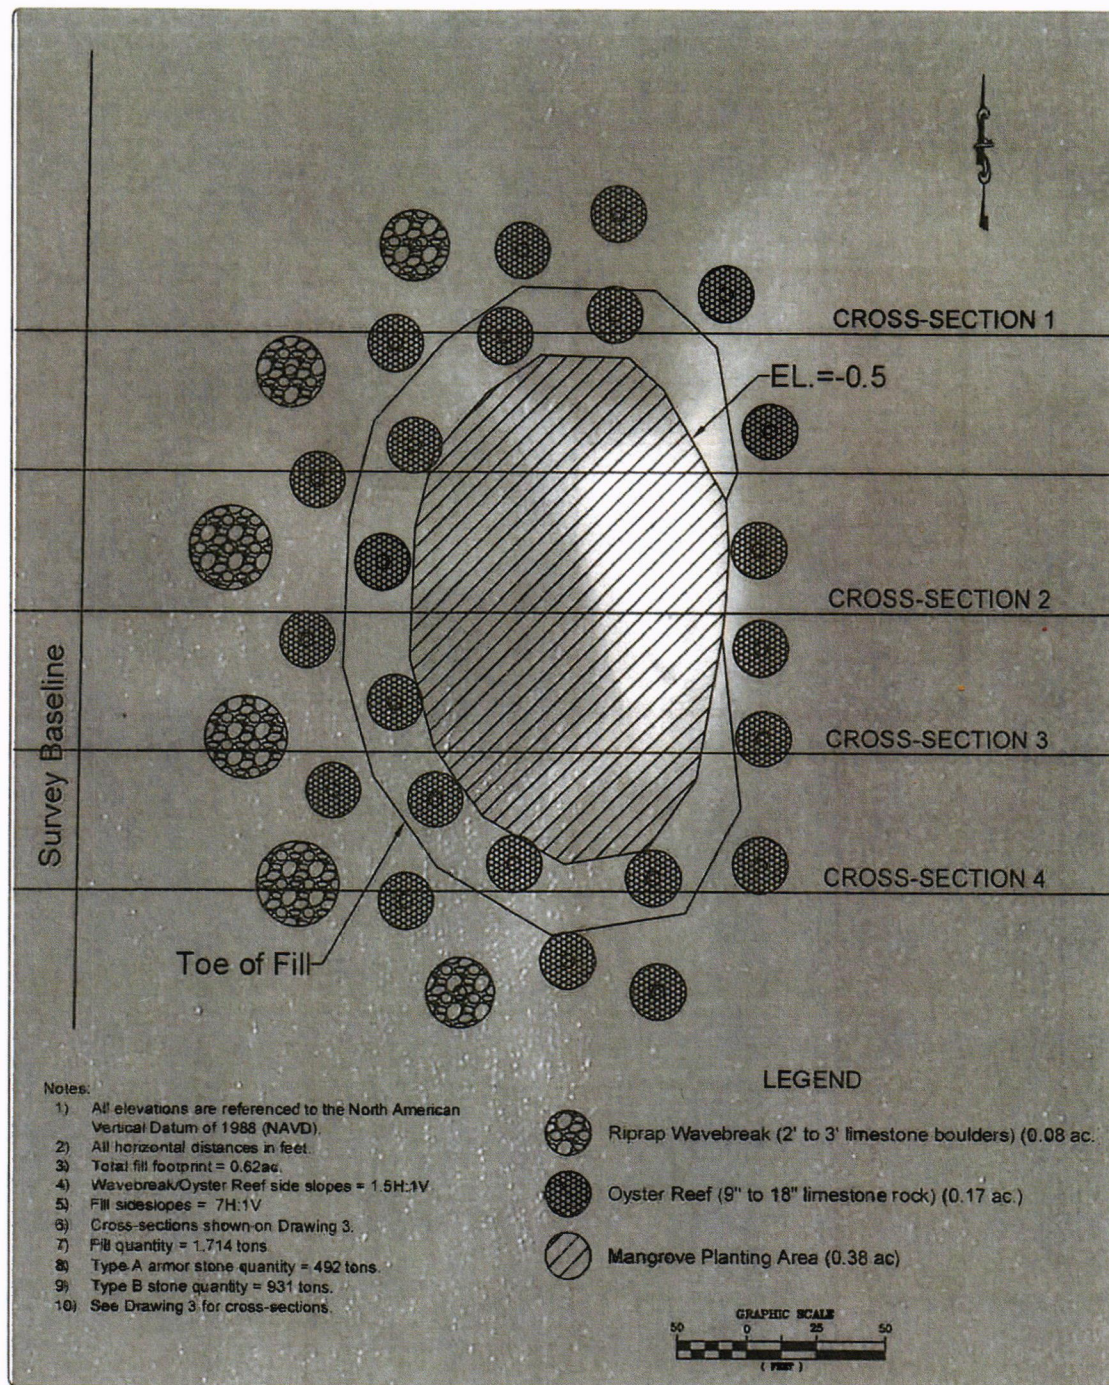 CROSS-SECTION 1
EL.=-0.5
CROSS-SECTION 2
Survey Baseline
CROSS-SECTION 3
CROSS-SECTION 4
Toe of Fill
Notes:
1) All elevations are referenced to the North American
Vertical Datum of 1988 (NAVD).
2) All horizontal distances in feet.
3) Total fill footprint = 0.62ac.
4) Wavebreak/Oyster Reef side slopes = 1.5H:1V
5) Fill sideslopes = 7H:1V
6) Cross-sections shown on Drawing 3.
7) Fill quantity = 1.714 tons
8) Type A armor stone quantity = 492 tons.
9) Type B stone quantity = 931 tons.
10) See Drawing 3 for cross-sections.
LEGEND
Riprap Wavebreak (2' to 3' limestone boulders) (0.08 ac.
Oyster Reef (9" to 18" limestone rock) (0.17 ac.)
Mangrove Planting Area (0.38 ac)
GRAPHIC SCALE
50 0 25 50
( FEET )